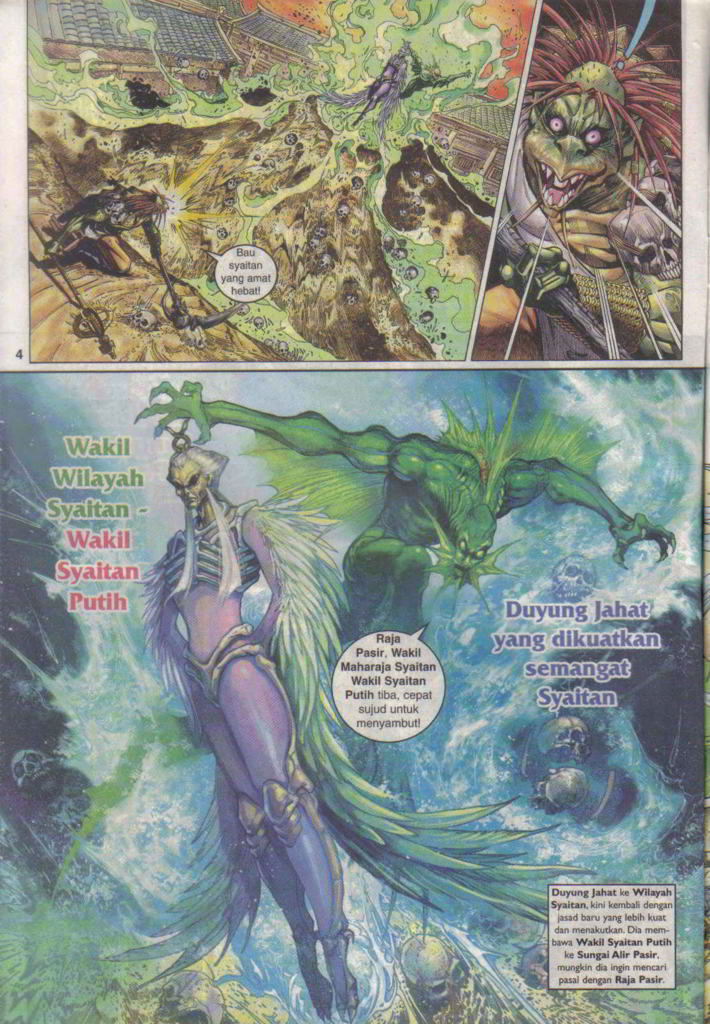 Bau
syaitan
yang amat
hebat!
4
Wakil
Wilayah
Syaitan -
Wakil
Syaitan
Putih
Raja
Pasir, Wakil
Maharaja Syaitan
Wakil Syaitan
Putih tiba, cepat
sujud untuk
menyambut!
Duyung Jahat
yang dikuatkan
semangat
Syaitan
Duyung Jahat ke Wilayah
Syaitan, kini kembali dengan
jasad baru yang lebih kuat
dan menakutkan. Dia mem-
bawa Wakil Syaitan Putih
ke Sungai Alir Pasir,
mungkin dia ingin mencari
pasal dengan Raja Pasir.